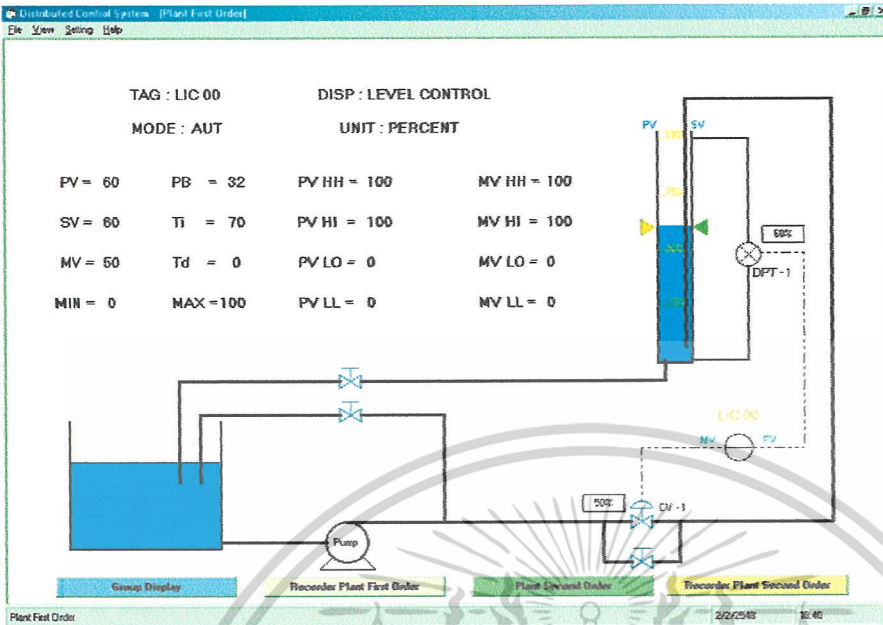 Distributed Control System - [Plant First Order]
File View Setting Help
TAG : LIC 00 DISP : LEVEL CONTROL
MODE : AUT UNIT : PERCENT
PV = 60 PB = 32 PV HH = 100 MV HH = 100
SV = 60 Ti = 70 PV HI = 100 MV HI = 100
MV = 50 Td = 0 PV LO = 0 MV LO = 0
MIN = 0 MAX =100 PV LL = 0 MV LL = 0
PV SV
60%
DPT -1
LIC 00
MV PV
50% CV -1
Pump
Group Display Recorder Plant First Order Plant Second Order Recorder Plant Second Order
Plant First Order 2/2/2548